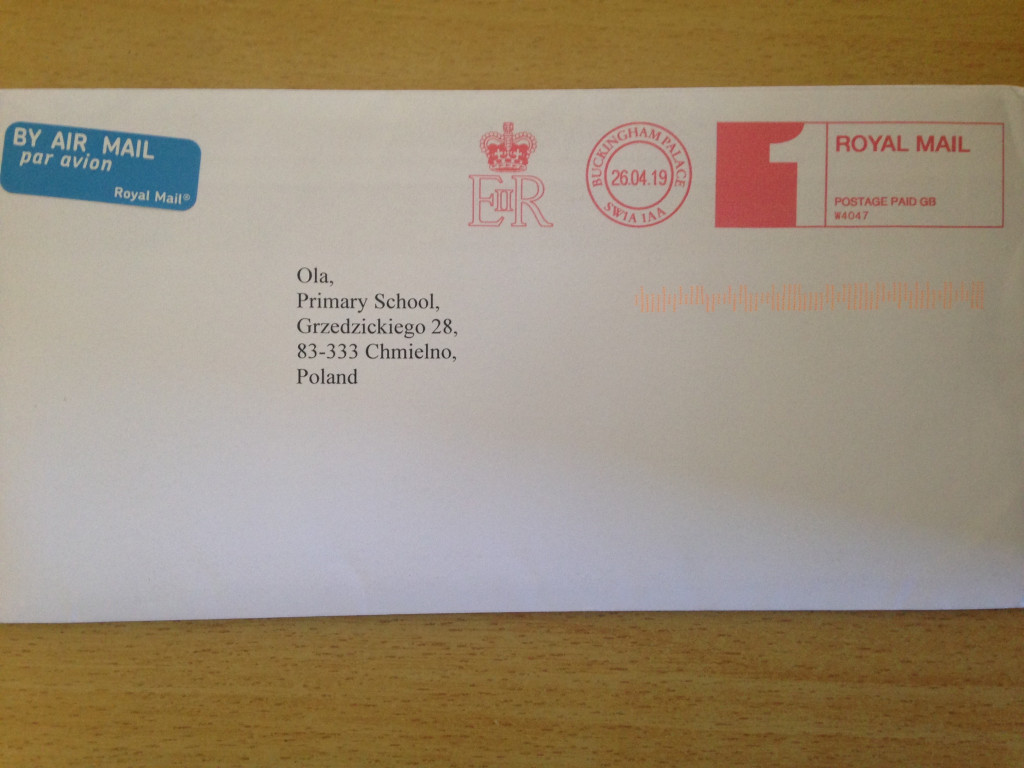 BY AIR MAIL
par avion
Royal Mail®
EIIR
BUCKINGHAM PALACE
26.04.19
SW1A 1AA
1
ROYAL MAIL
POSTAGE PAID GB
W4047
Ola,
Primary School,
Grzedzickiego 28,
83-333 Chmielno,
Poland